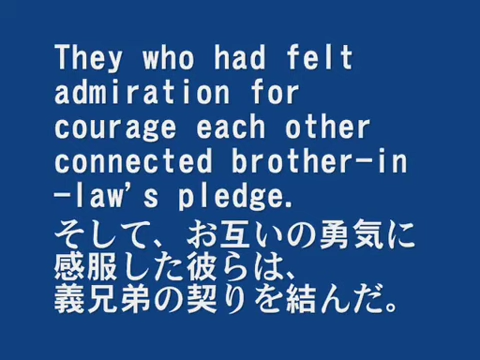 They who had felt
admiration for
courage each other
connected brother-in
-law's pledge.
そして、お互いの勇気に
感服した彼らは、
義兄弟の契りを結んだ。